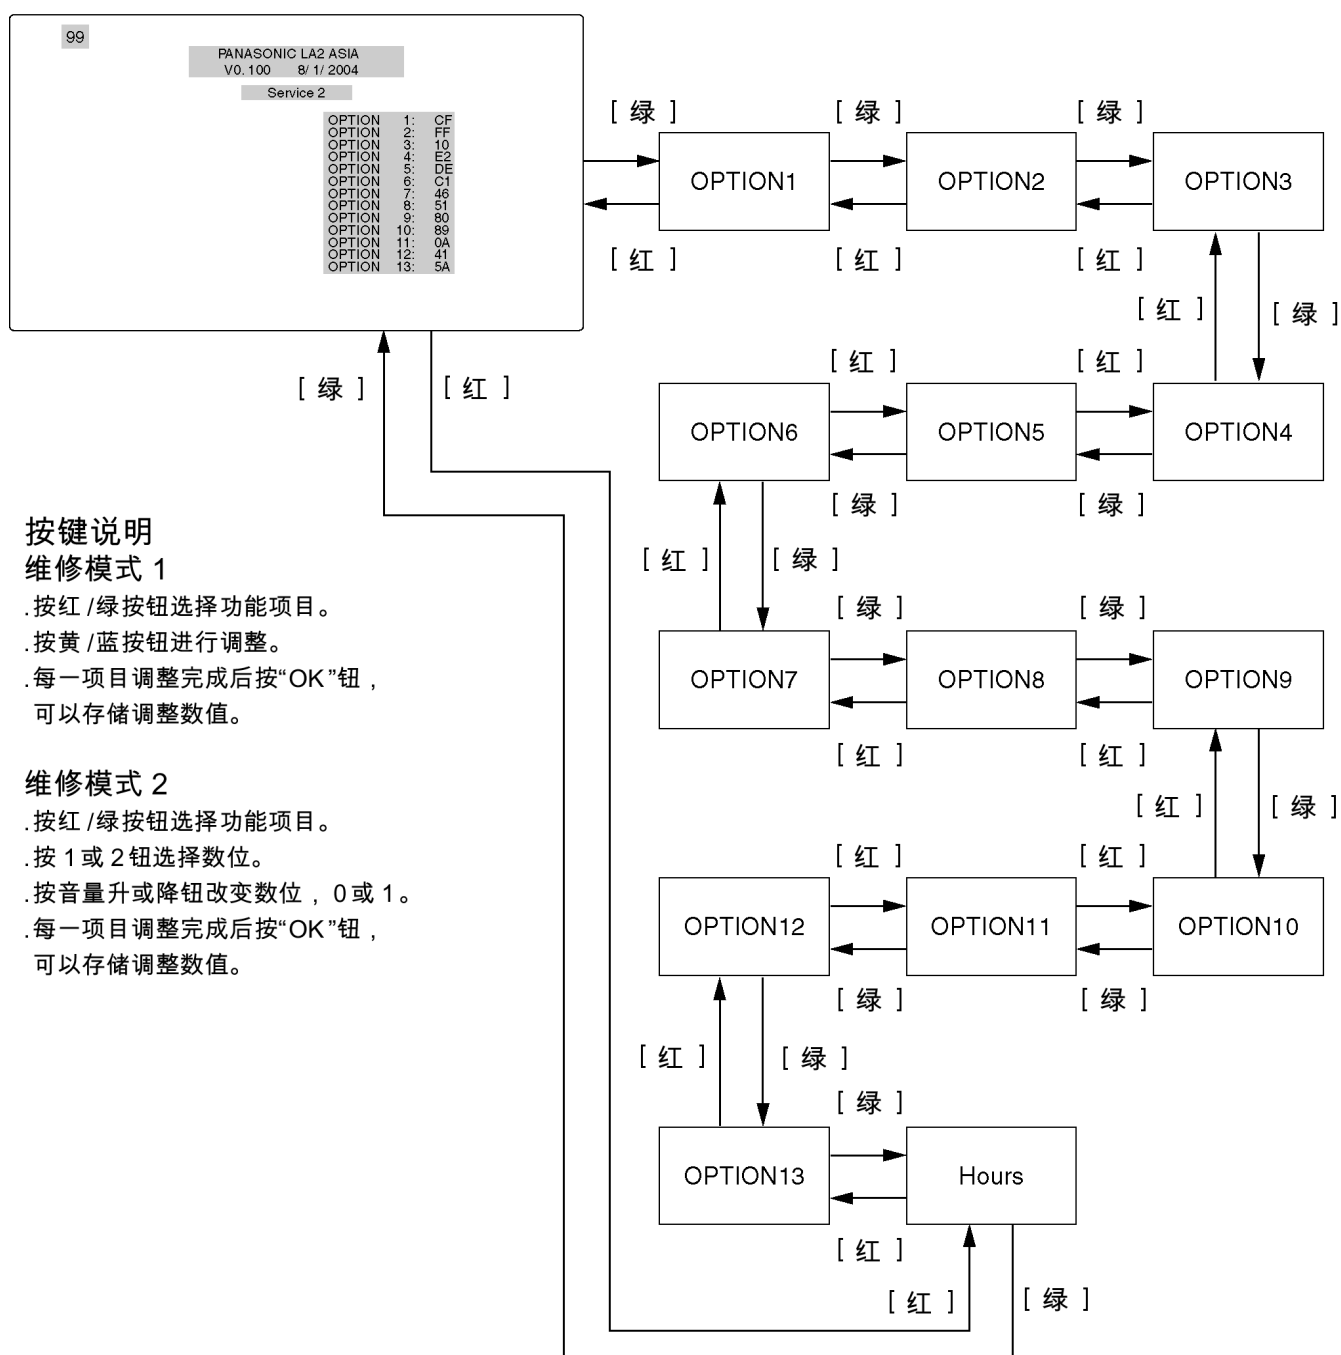 99
PANASONIC LA2 ASIA
V0.100 8/1/2004
Service 2
OPTION 1: CF
OPTION 2: FF
OPTION 3: 10
OPTION 4: E2
OPTION 5: DE
OPTION 6: C1
OPTION 7: 46
OPTION 8: 51
OPTION 9: 80
OPTION 10: 89
OPTION 11: 0A
OPTION 12: 41
OPTION 13: 5A
[绿] [绿] [绿]
OPTION1 OPTION2 OPTION3
[红] [红] [红]
[红] [绿]
[绿] [红]
[红] [红]
OPTION6 OPTION5 OPTION4
[绿] [绿]
[红] [绿]
按键说明
维修模式 1
.按红/绿按钮选择功能项目。
.按黄/蓝按钮进行调整。
.每一项目调整完成后按“OK”钮,
可以存储调整数值。
[绿] [绿]
OPTION7 OPTION8 OPTION9
[红] [红]
[红] [绿]
维修模式 2
.按红/绿按钮选择功能项目。
.按1或2钮选择数位。
.按音量升或降钮改变数位,0或1。
.每一项目调整完成后按“OK”钮,
可以存储调整数值。
[红] [红]
OPTION12 OPTION11 OPTION10
[绿] [绿]
[红] [绿]
[绿]
OPTION13 Hours
[红]
[红] [绿]